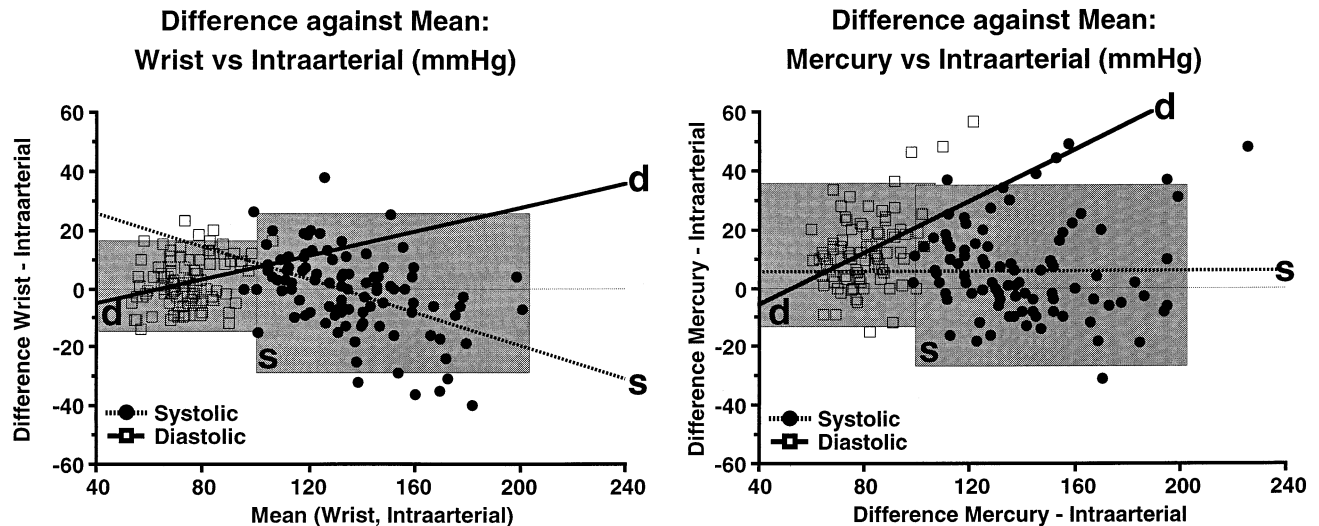 Difference against Mean:
Wrist vs Intraarterial (mmHg)
Difference Wrist - Intraarterial
60
40
20
0
-20
-40
-60
d
d
s
s
Systolic
Diastolic
40 80 120 160 200 240
Mean (Wrist, Intraarterial)
Difference against Mean:
Mercury vs Intraarterial (mmHg)
Difference Mercury - Intraarterial
60
40
20
0
-20
-40
-60
d
s
d
s
Systolic
Diastolic
40 80 120 160 200 240
Difference Mercury - Intraarterial